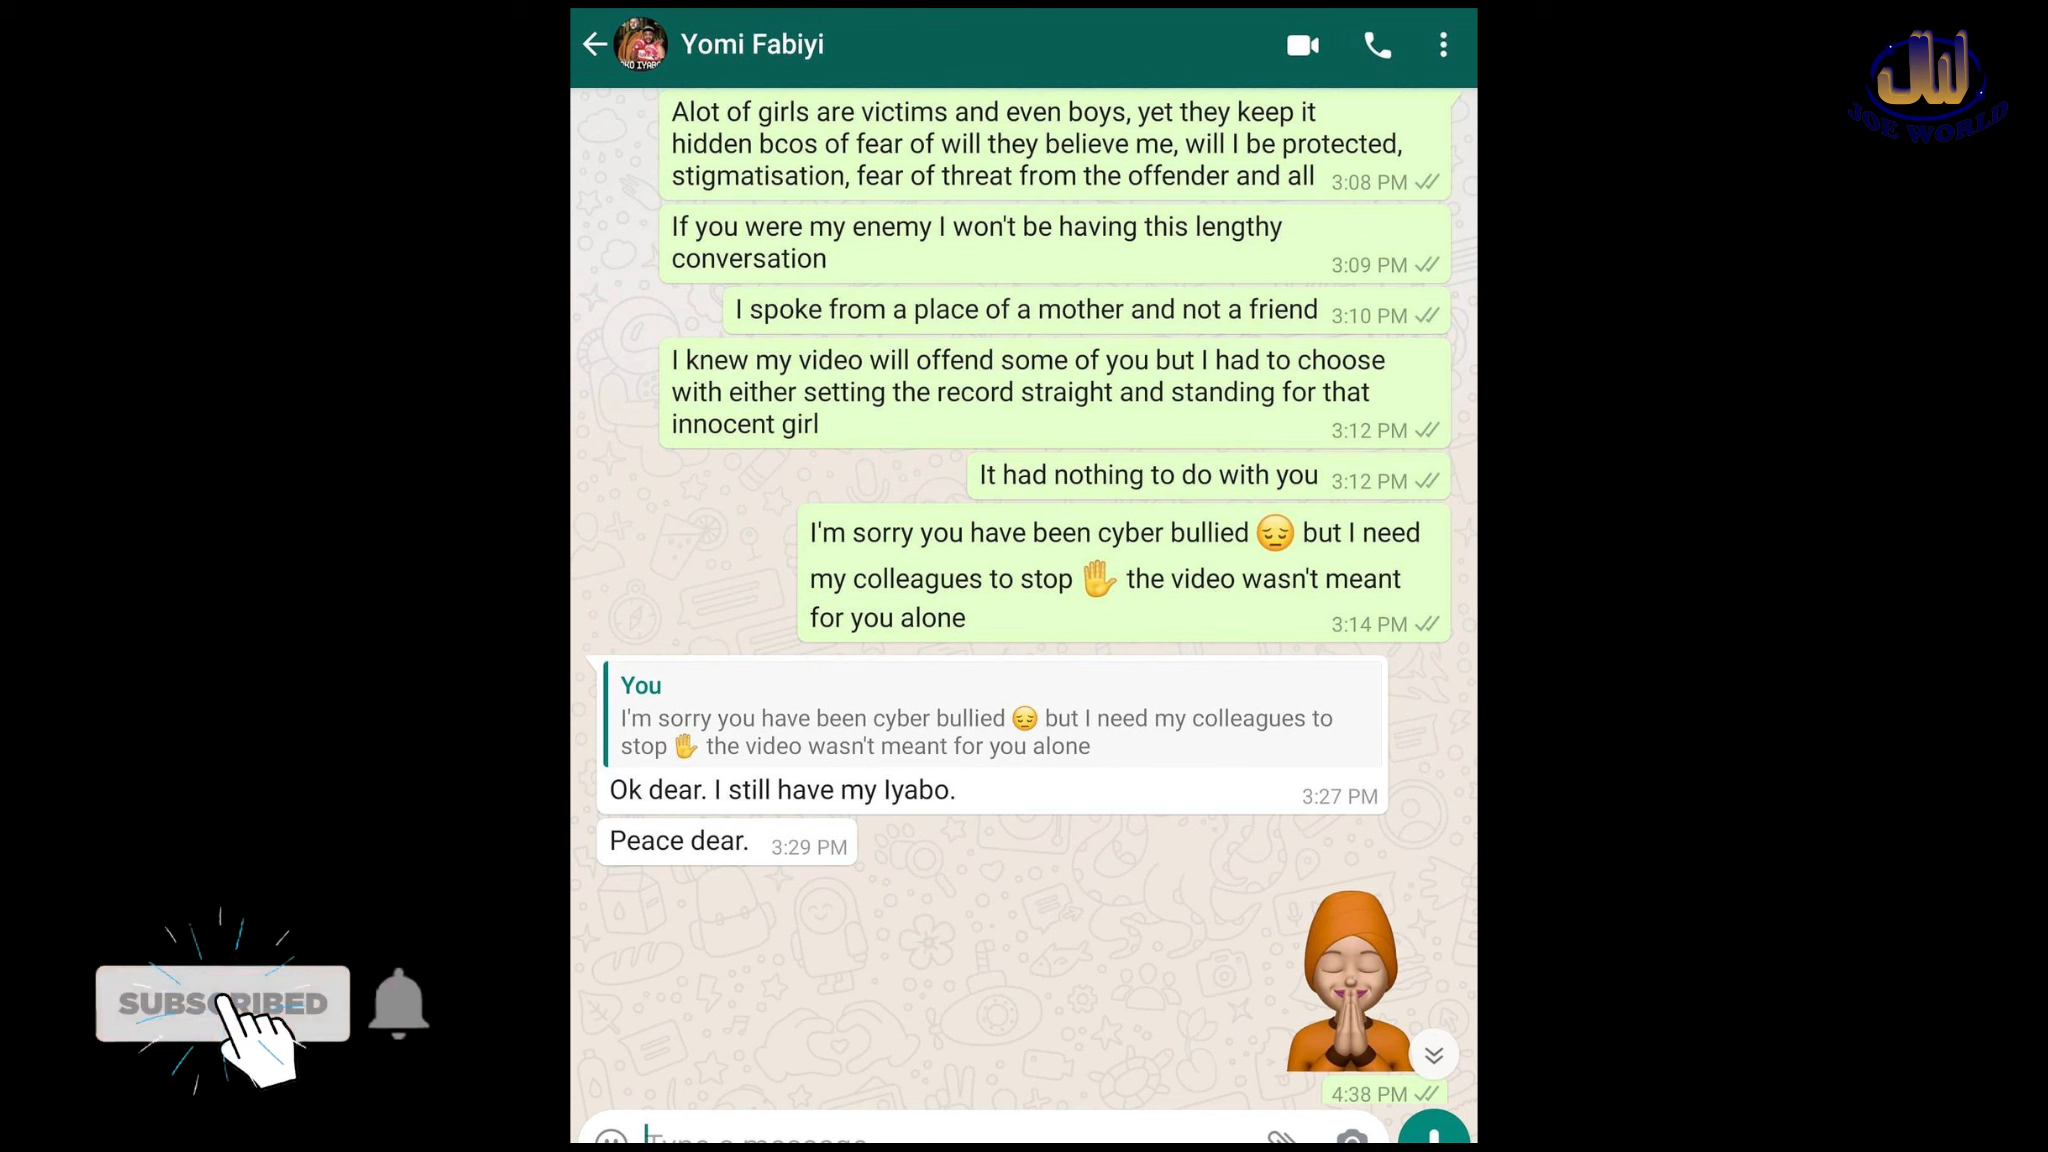 Yomi Fabiyi
JW
JOE WORLD
Alot of girls are victims and even boys, yet they keep it
hidden bcos of fear of will they believe me, will I be protected,
stigmatisation, fear of threat from the offender and all 3:08 PM
If you were my enemy I won't be having this lengthy
conversation 3:09 PM
I spoke from a place of a mother and not a friend 3:10 PM
I knew my video will offend some of you but I had to choose
with either setting the record straight and standing for that
innocent girl 3:12 PM
It had nothing to do with you 3:12 PM
I'm sorry you have been cyber bullied 😔 but I need
my colleagues to stop ✋ the video wasn't meant
for you alone 3:14 PM
You
I'm sorry you have been cyber bullied 😔 but I need my colleagues to
stop ✋ the video wasn't meant for you alone
Ok dear. I still have my Iyabo. 3:27 PM
Peace dear. 3:29 PM
SUBSCRIBED
4:38 PM
Type a message